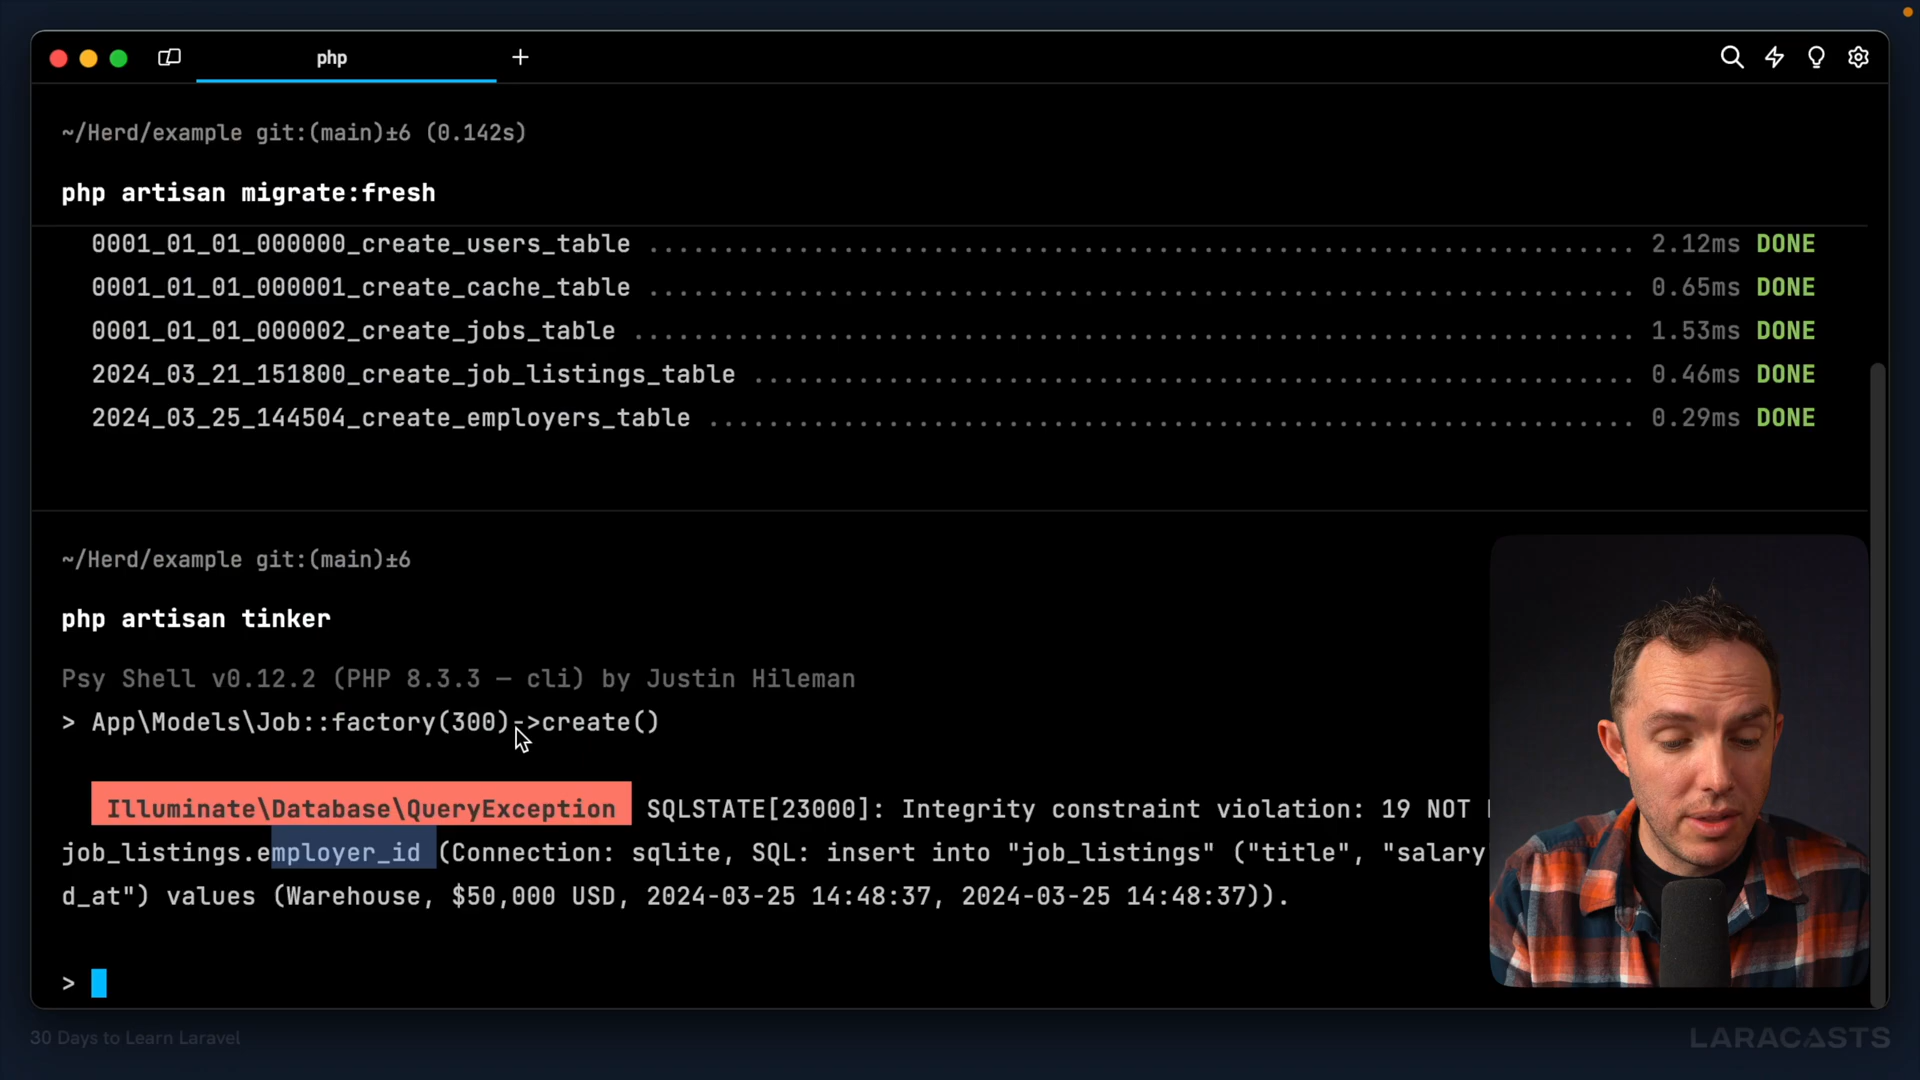 php
~/Herd/example git:(main)±6 (0.142s)
php artisan migrate:fresh
0001_01_01_000000_create_users_table .................................................................. 2.12ms DONE
0001_01_01_000001_create_cache_table .................................................................. 0.65ms DONE
0001_01_01_000002_create_jobs_table ................................................................... 1.53ms DONE
2024_03_21_151800_create_job_listings_table ........................................................... 0.46ms DONE
2024_03_25_144504_create_employers_table .............................................................. 0.29ms DONE
~/Herd/example git:(main)±6
php artisan tinker
Psy Shell v0.12.2 (PHP 8.3.3 — cli) by Justin Hileman
> App\Models\Job::factory(300)->create()
Illuminate\Database\QueryException SQLSTATE[23000]: Integrity constraint violation: 19 NOT
job_listings.employer_id (Connection: sqlite, SQL: insert into "job_listings" ("title", "salary
d_at") values (Warehouse, $50,000 USD, 2024-03-25 14:48:37, 2024-03-25 14:48:37)).
>
30 Days to Learn Laravel
LARACASTS